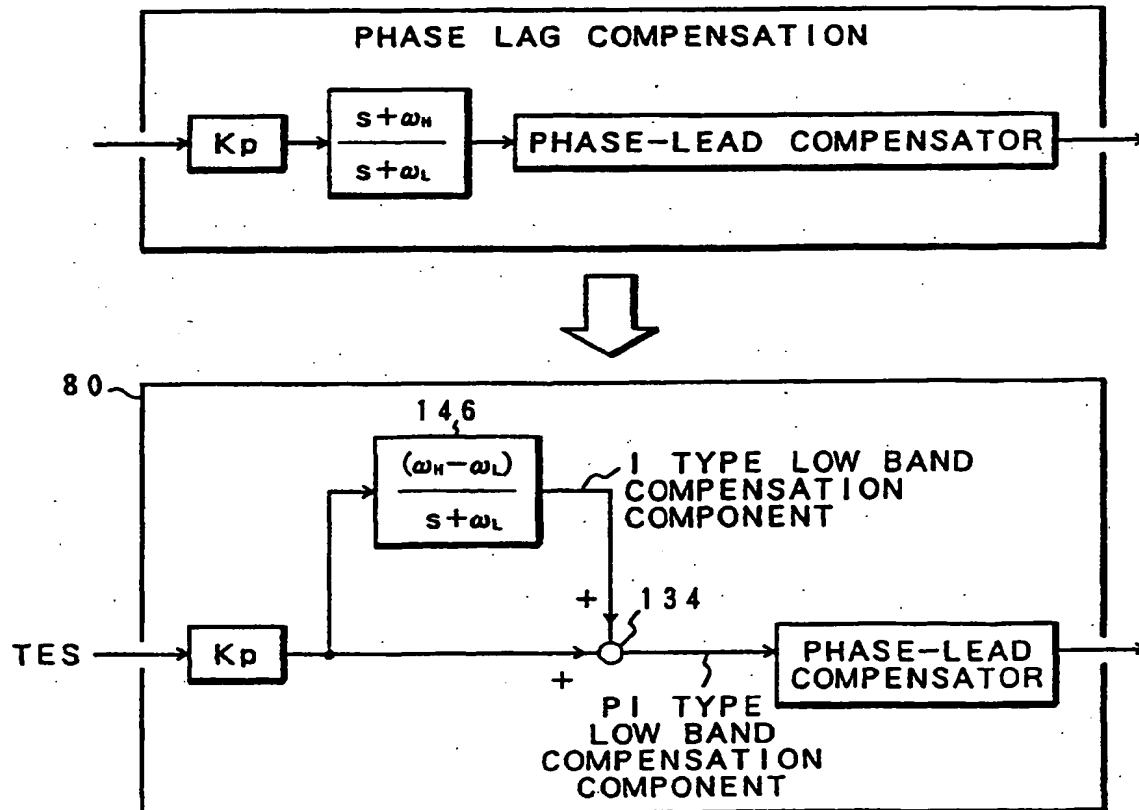 PHASE LAG COMPENSATION
Kp
s+ωH
s+ωL
PHASE-LEAD COMPENSATOR
80
146
(ωH-ωL)
s+ωL
I TYPE LOW BAND
COMPENSATION
COMPONENT
+
134
TES
Kp
+
PHASE-LEAD
COMPENSATOR
PI TYPE
LOW BAND
COMPENSATION
COMPONENT